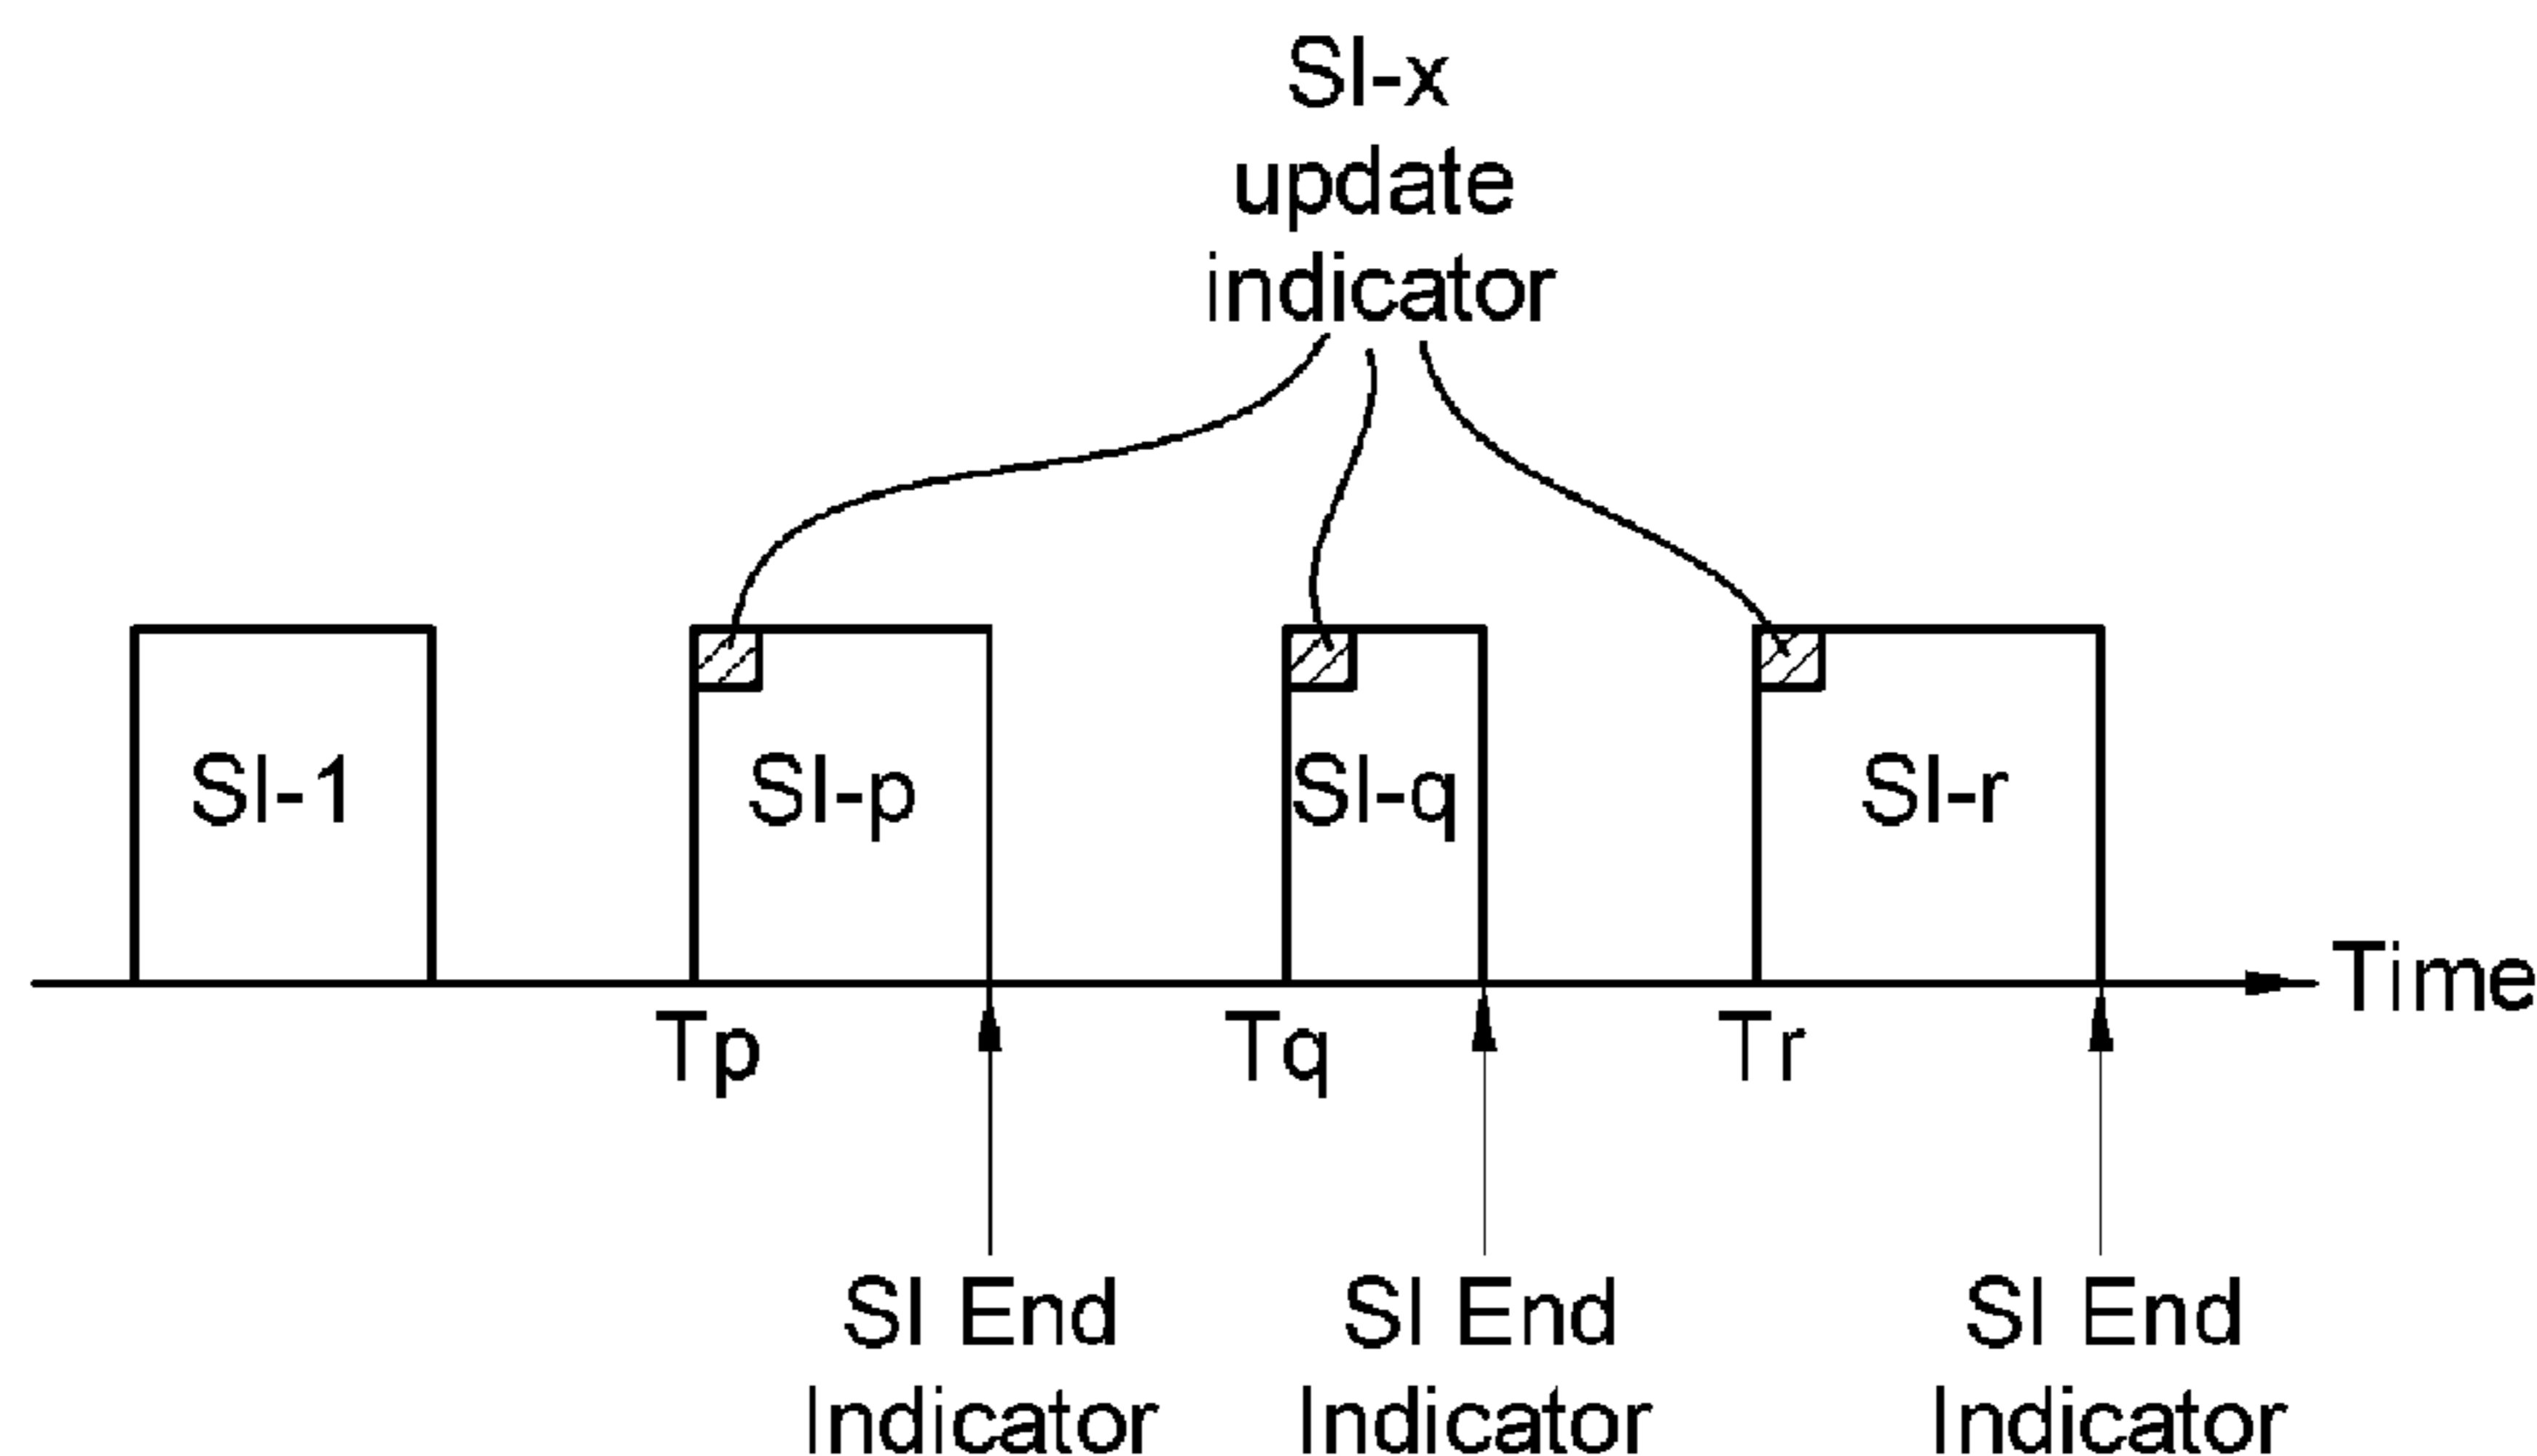 SI-x
update
indicator
SI-1
SI-p
SI-q
SI-r
Time
Tp
Tq
Tr
SI End
Indicator
SI End
Indicator
SI End
Indicator